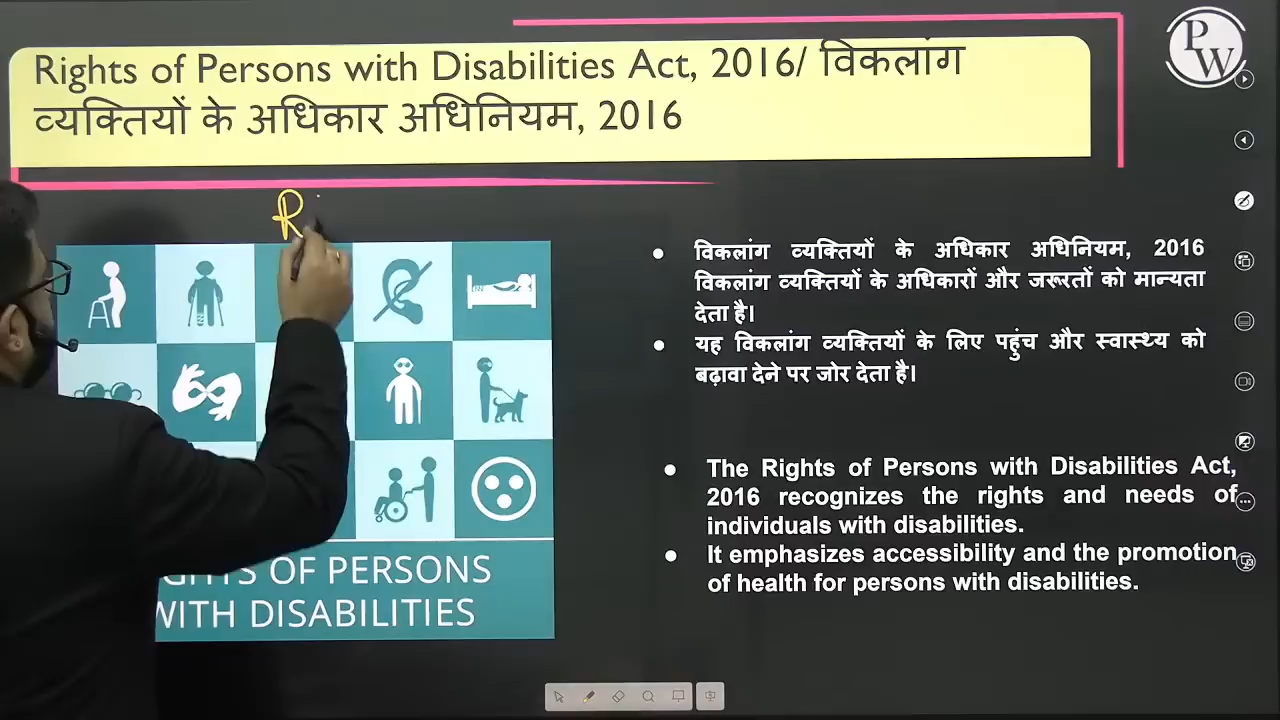 Rights of Persons with Disabilities Act, 2016/ विकलांग
व्यक्तियों के अधिकार अधिनियम, 2016
PW
R
विकलांग व्यक्तियों के अधिकार अधिनियम, 2016
विकलांग व्यक्तियों के अधिकारों और जरूरतों को मान्यता
देता है।
यह विकलांग व्यक्तियों के लिए पहुंच और स्वास्थ्य को
बढ़ावा देने पर जोर देता है।
The Rights of Persons with Disabilities Act,
2016 recognizes the rights and needs of
individuals with disabilities.
It emphasizes accessibility and the promotion
of health for persons with disabilities.
GHTS OF PERSONS
WITH DISABILITIES